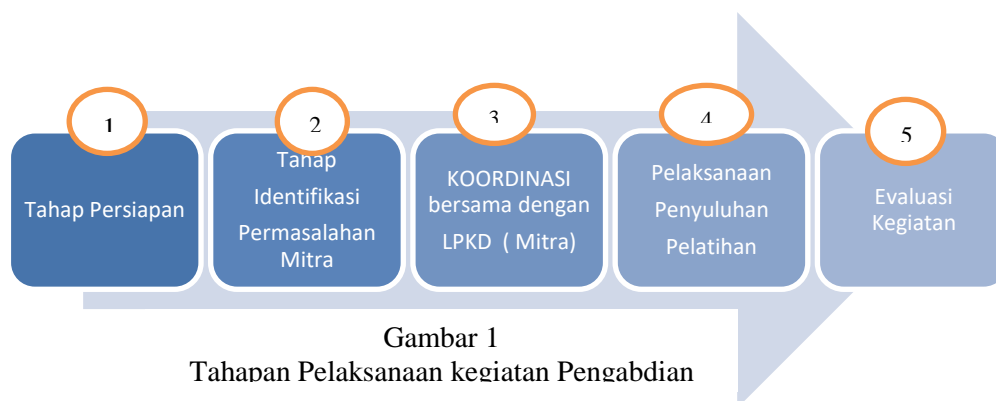 1
Tahap Persiapan
2
Tahap
Identifikasi
Permasalahan
Mitra
3
KOORDINASI
bersama dengan
LPKD ( Mitra)
4
Pelaksanaan
Penyuluhan
Pelatihan
5
Evaluasi
Kegiatan
Gambar 1
Tahapan Pelaksanaan kegiatan Pengabdian